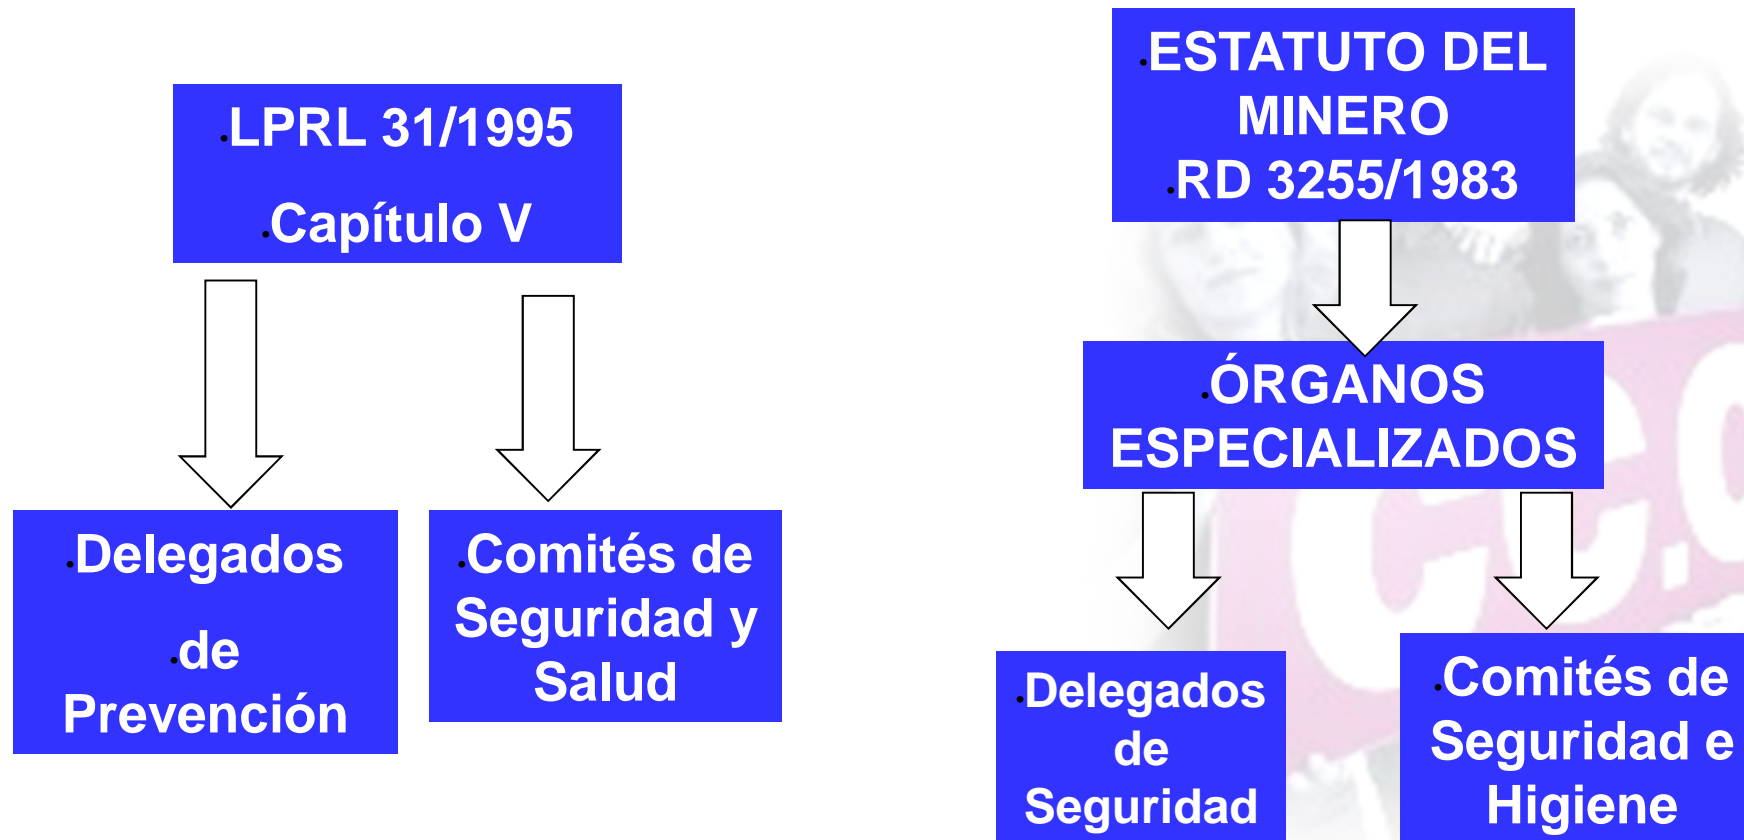 LPRL 31/1995
Capítulo V
Delegados
de
Prevención
Comités de
Seguridad y
Salud
ESTATUTO DEL
MINERO
RD 3255/1983
ÓRGANOS
ESPECIALIZADOS
Delegados
de
Seguridad
Comités de
Seguridad e
Higiene